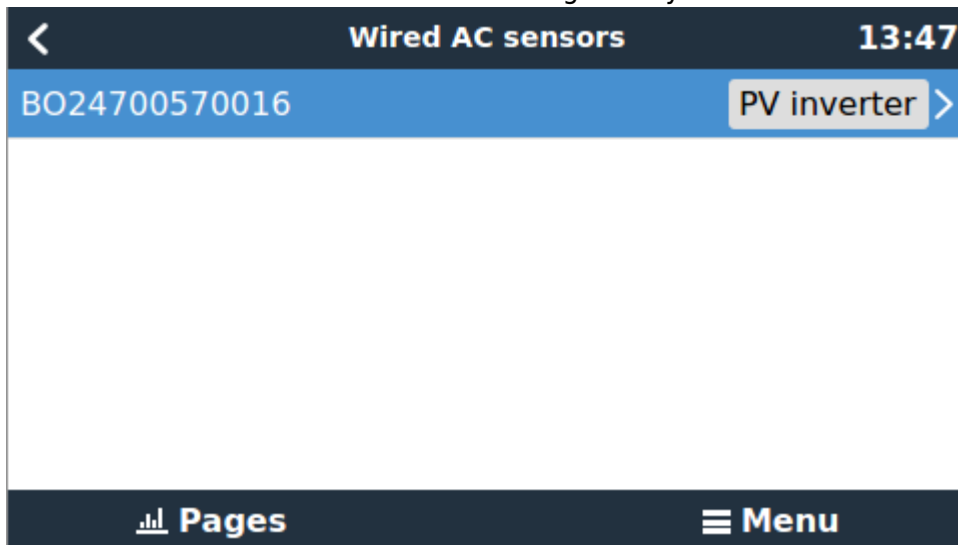 Wired AC sensors 13:47
BO24700570016 PV inverter
Pages Menu